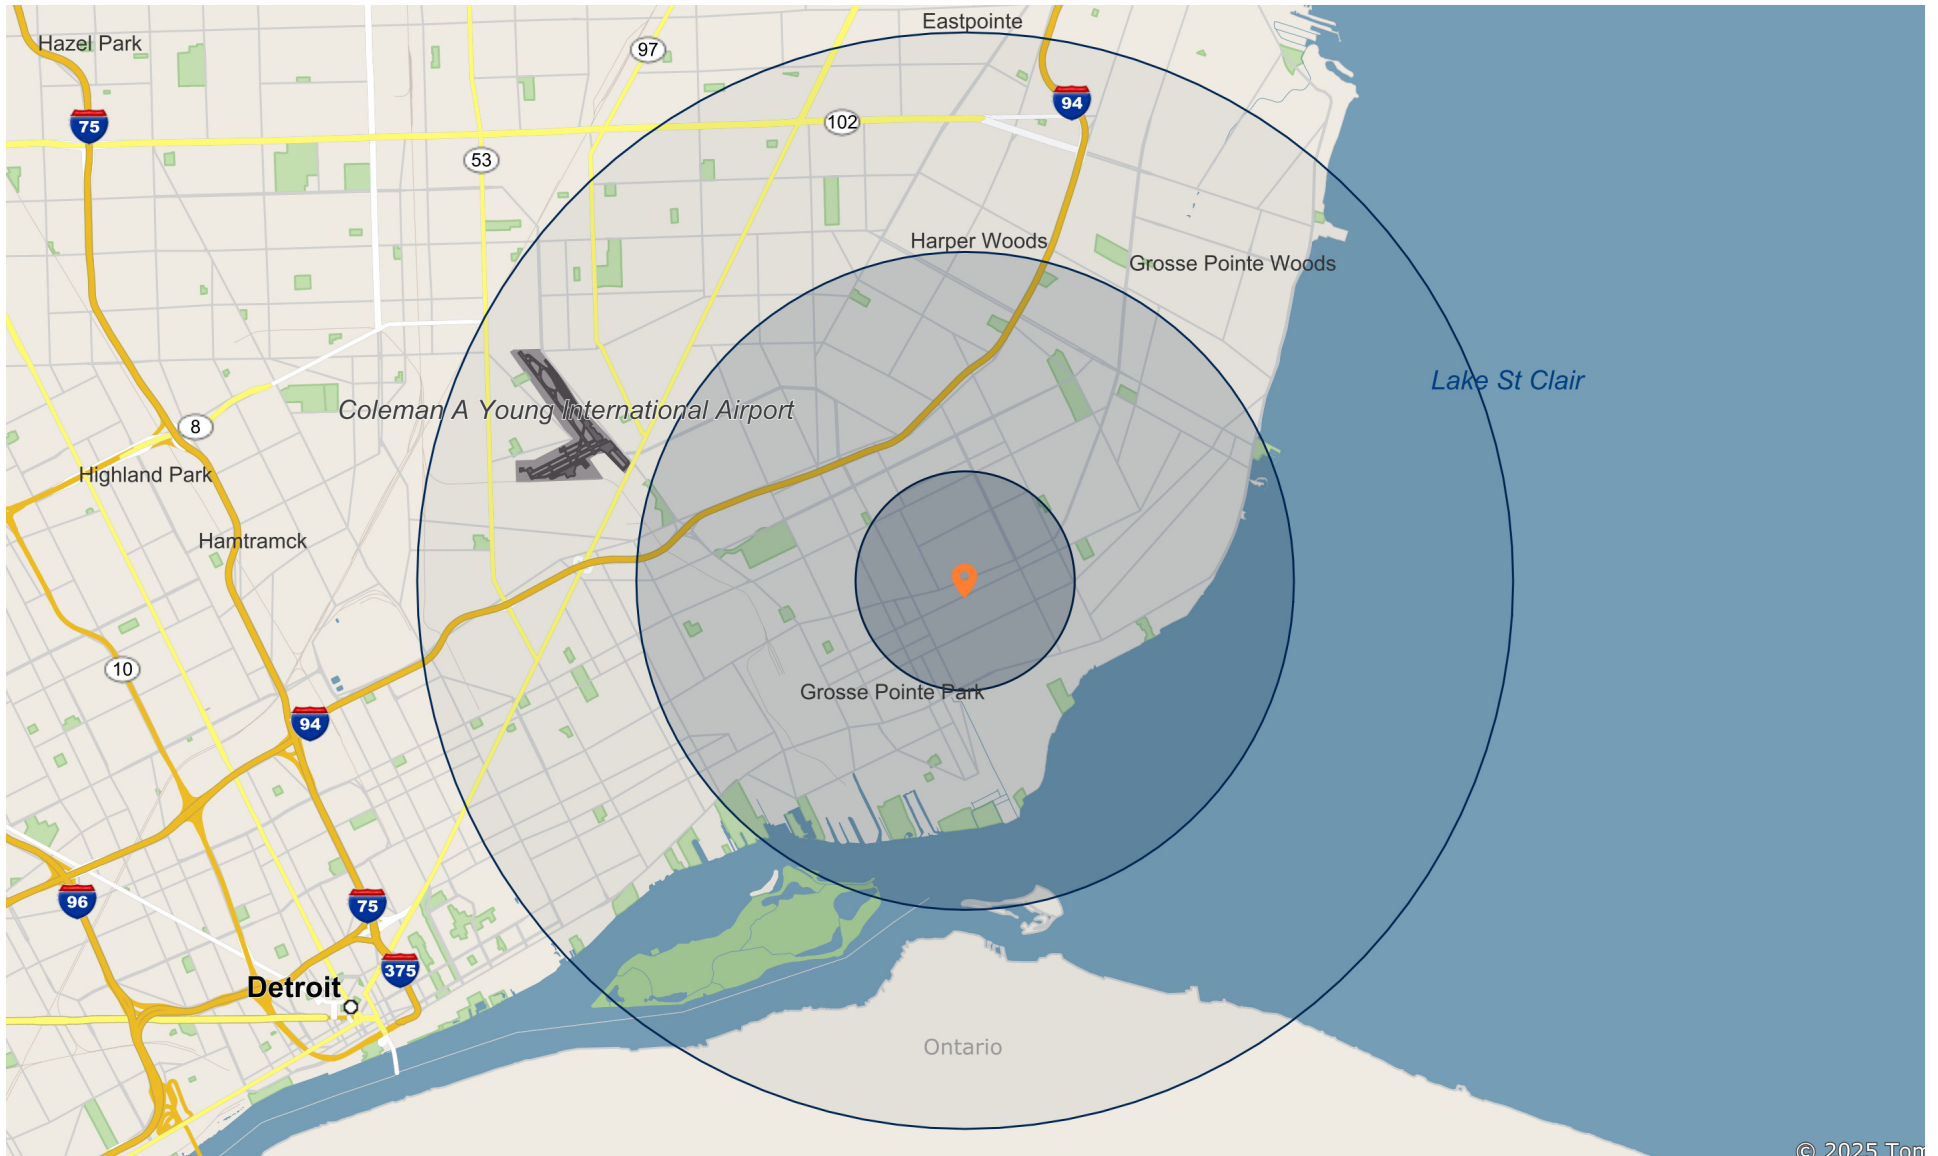 Eastpointe
Hazel Park
97
94
75
102
53
Harper Woods
Grosse Pointe Woods
Lake St Clair
Coleman A Young International Airport
8
Highland Park
Hamtramck
10
Grosse Pointe Park
94
96
75
375
Detroit
Ontario
© 2025 Tom